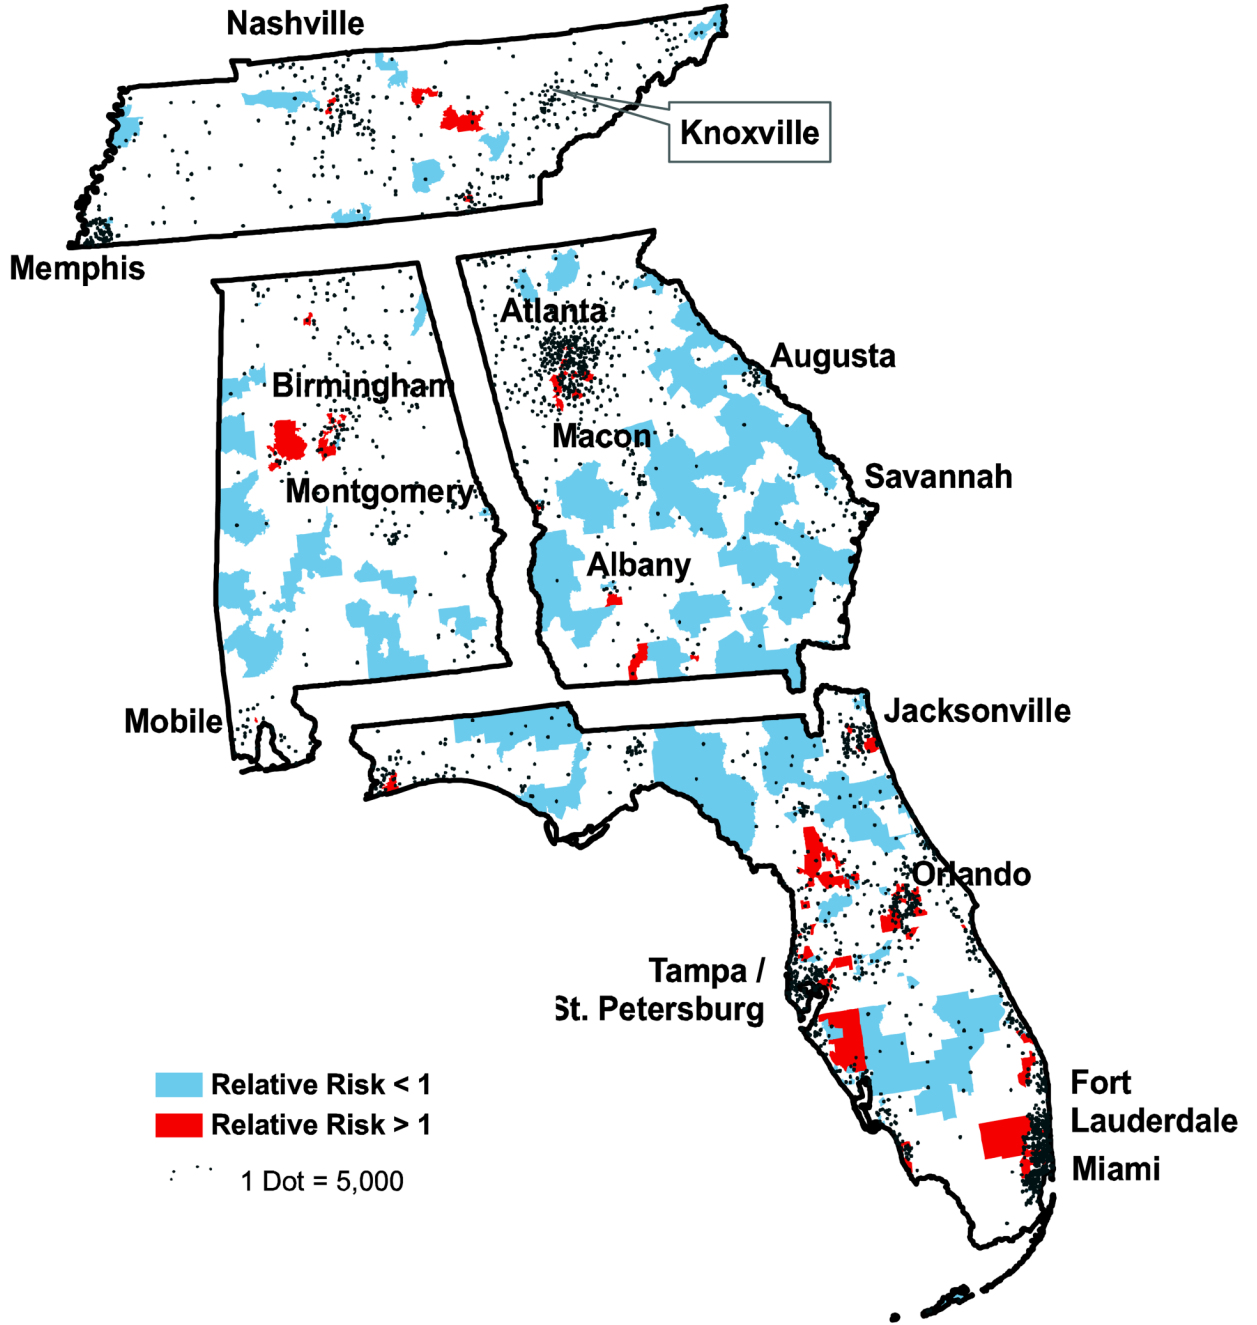 Nashville
Knoxville
Memphis
Atlanta
Augusta
Birmingham
Macon
Savannah
Montgomery
Albany
Mobile
Jacksonville
Orlando
Tampa /
St. Petersburg
Relative Risk < 1
Relative Risk > 1
1 Dot = 5,000
Fort
Lauderdale
Miami